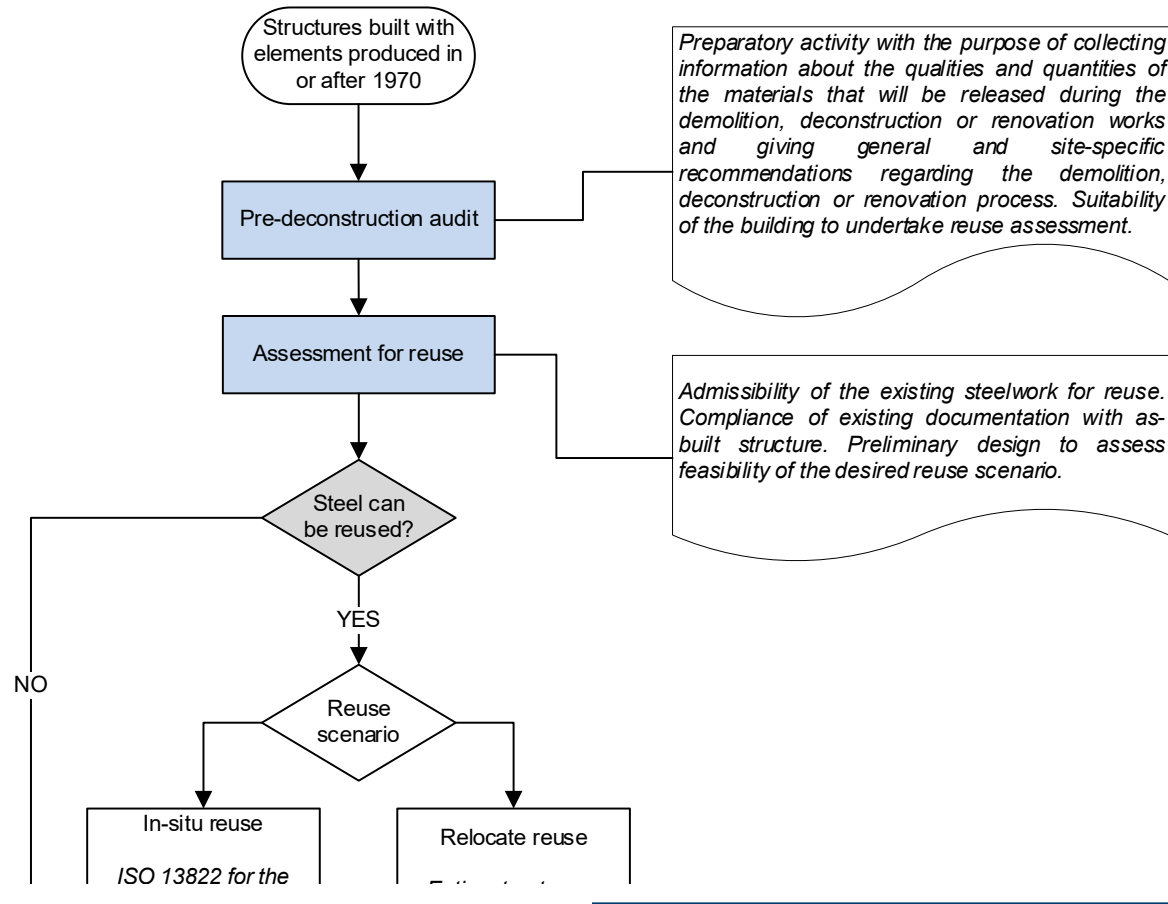 Structures built with
elements produced in
or after 1970
Preparatory activity with the purpose of collecting
information about the qualities and quantities of
the materials that will be released during the
demolition, deconstruction or renovation works
and giving general and site-specific
recommendations regarding the demolition,
deconstruction or renovation process. Suitability
of the building to undertake reuse assessment.
Pre-deconstruction audit
Assessment for reuse
Admissibility of the existing steelwork for reuse.
Compliance of existing documentation with as-
built structure. Preliminary design to assess
feasibility of the desired reuse scenario.
Steel can
be reused?
YES
NO
Reuse
scenario
In-situ reuse
ISO 13822 for the
Relocate reuse